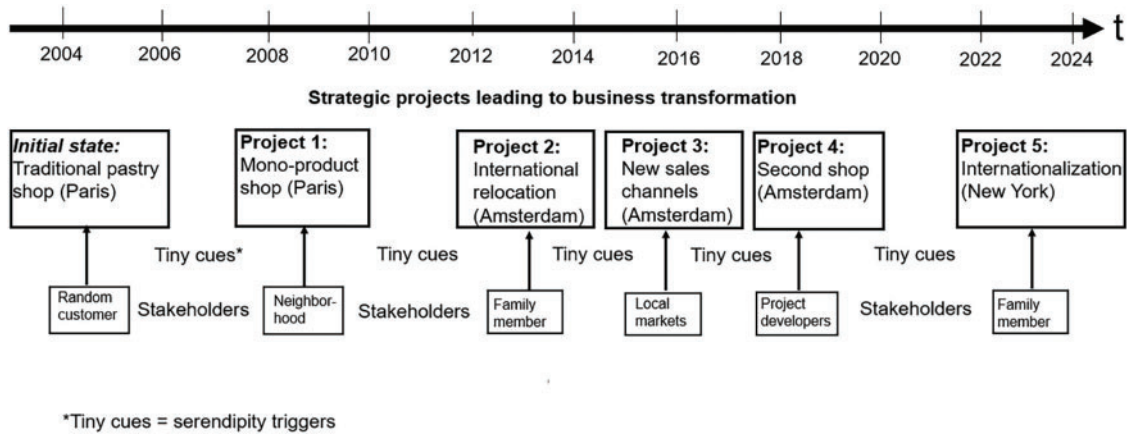 t
2004 2006 2008 2010 2012 2014 2016 2018 2020 2022 2024
Strategic projects leading to business transformation
Initial state:
Traditional pastry
shop (Paris)
Project 1:
Mono-product
shop (Paris)
Project 2:
International
relocation
(Amsterdam)
Project 3:
New sales
channels
(Amsterdam)
Project 4:
Second shop
(Amsterdam)
Project 5:
Internationalization
(New York)
Tiny cues* Tiny cues Tiny cues Tiny cues Tiny cues
Random
customer
Stakeholders
Neighbor-
hood
Stakeholders
Family
member
Local
markets
Project
developers
Stakeholders
Family
member
*Tiny cues = serendipity triggers